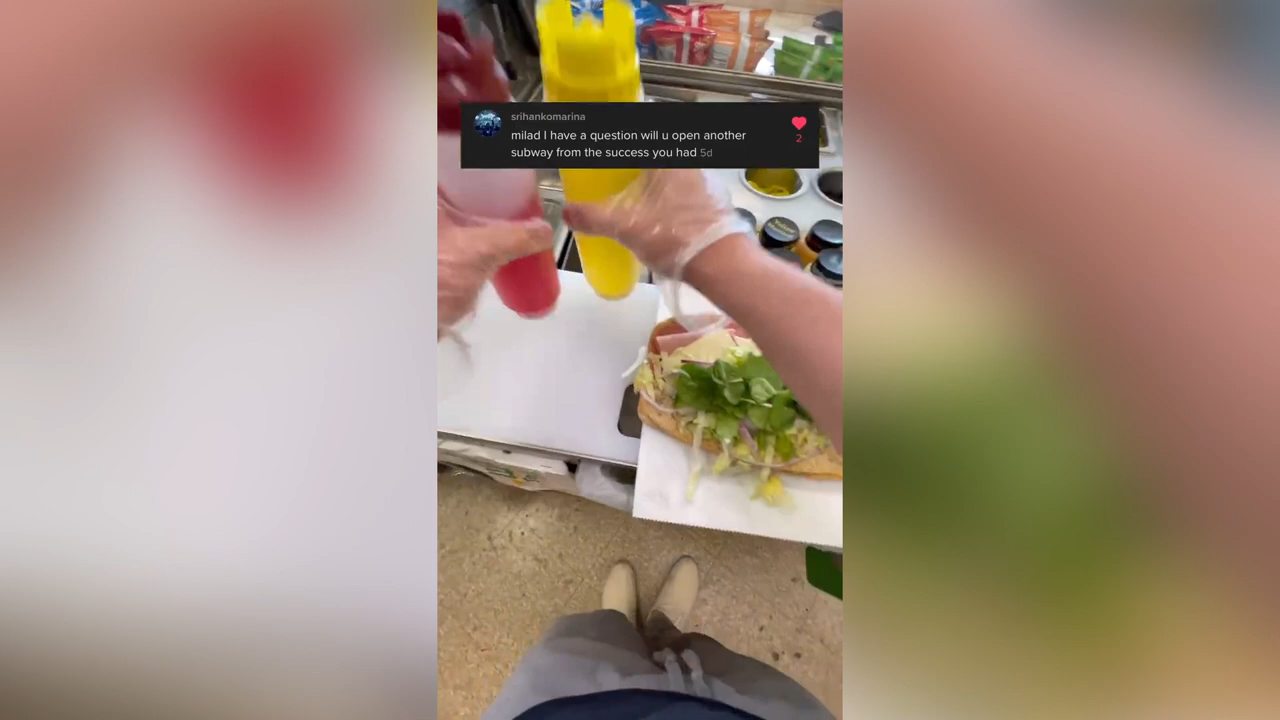 srihankomarina
milad I have a question will u open another
subway from the success you had 5d
2